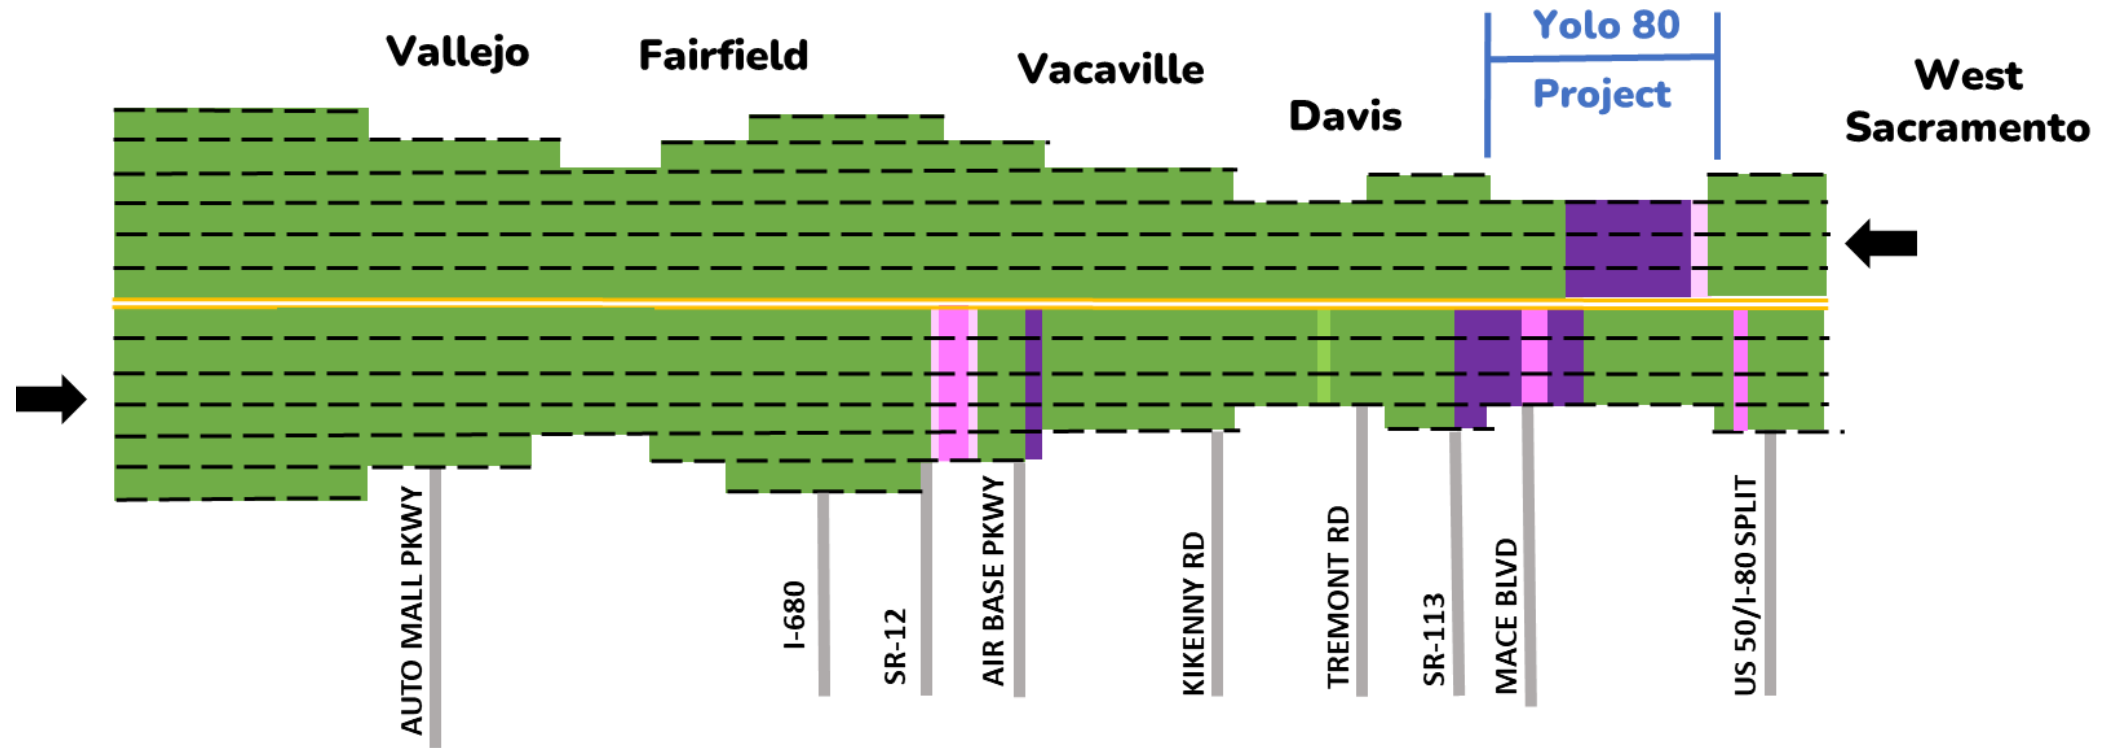 Vallejo
Fairfield
Vacaville
Davis
Yolo 80
Project
West
Sacramento
AUTO MALL PKWY
I-680
SR-12
AIR BASE PKWY
KIKENNY RD
TREMONT RD
SR-113
MACE BLVD
US 50/I-80 SPLIT